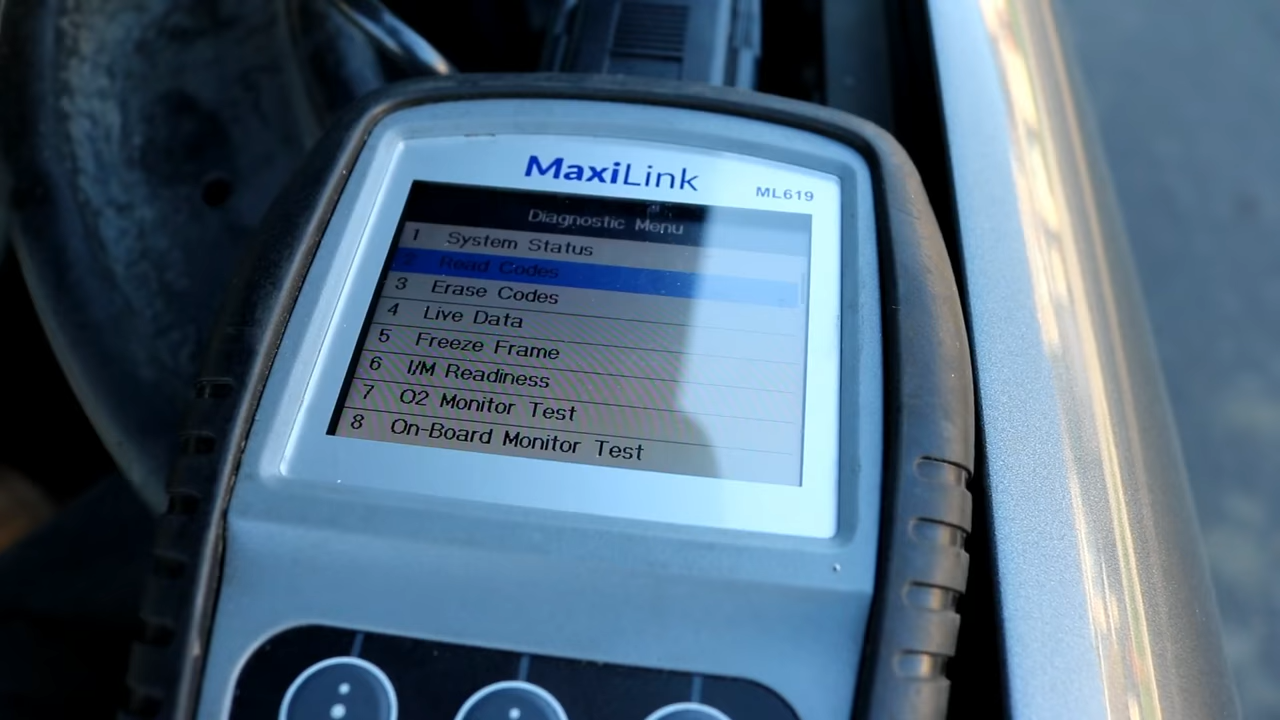 MaxiLink
ML619
Diagnostic Menu
1 System Status
2 Read Codes
3 Erase Codes
4 Live Data
5 Freeze Frame
6 I/M Readiness
7 O2 Monitor Test
8 On-Board Monitor Test